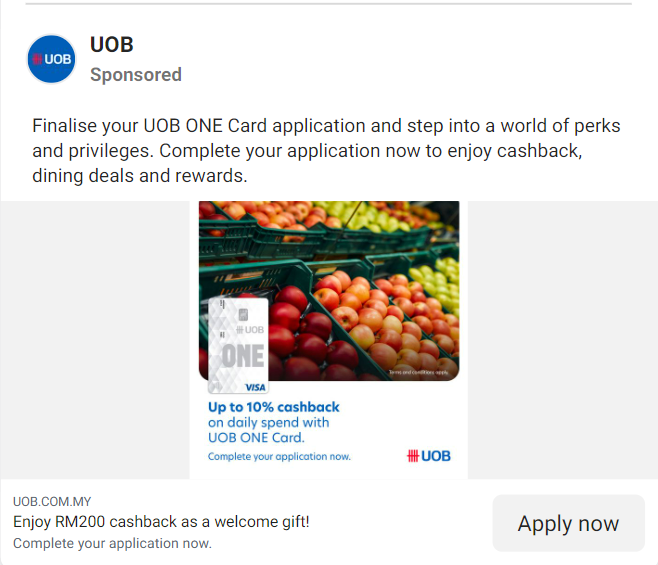 UOB
UOB
Sponsored
Finalise your UOB ONE Card application and step into a world of perks
and privileges. Complete your application now to enjoy cashback,
dining deals and rewards.
UOB
ONE
VISA
Terms and conditions apply.
Up to 10% cashback
on daily spend with
UOB ONE Card.
Complete your application now.
UOB
UOB.COM.MY
Enjoy RM200 cashback as a welcome gift!
Complete your application now.
Apply now